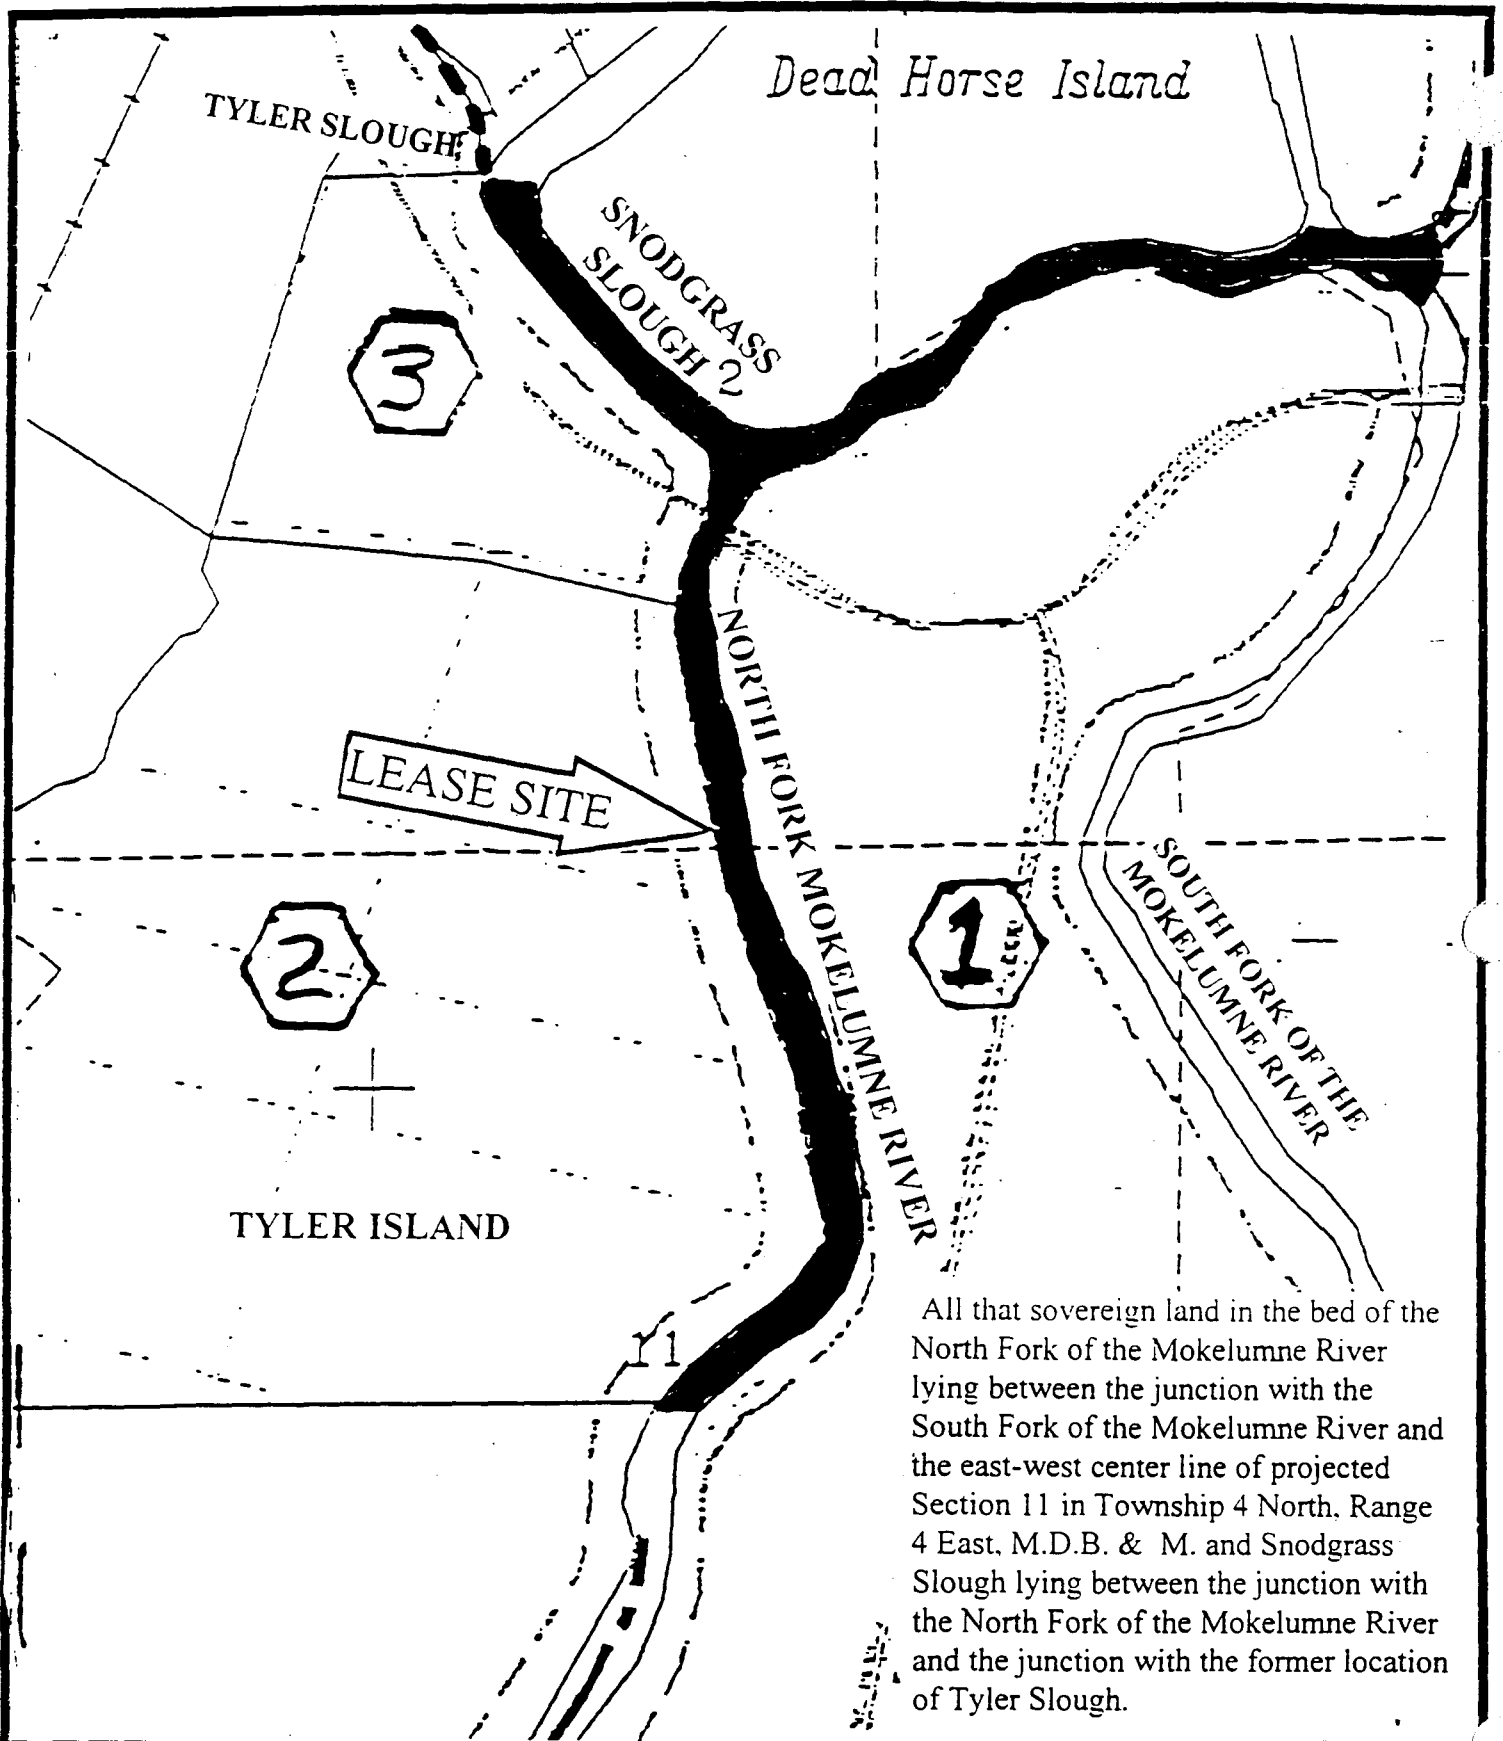 Dead Horse Island
TYLER SLOUGH
SNODGRASS
SLOUGH 2
3
NORTH FORK MOKELUMNE RIVER
LEASE SITE
SOUTH FORK OF THE
MOKELUMNE RIVER
1
2
TYLER ISLAND
11
All that sovereign land in the bed of the
North Fork of the Mokelumne River
lying between the junction with the
South Fork of the Mokelumne River and
the east-west center line of projected
Section 11 in Township 4 North, Range
4 East, M.D.B. & M. and Snodgrass
Slough lying between the junction with
the North Fork of the Mokelumne River
and the junction with the former location
of Tyler Slough.